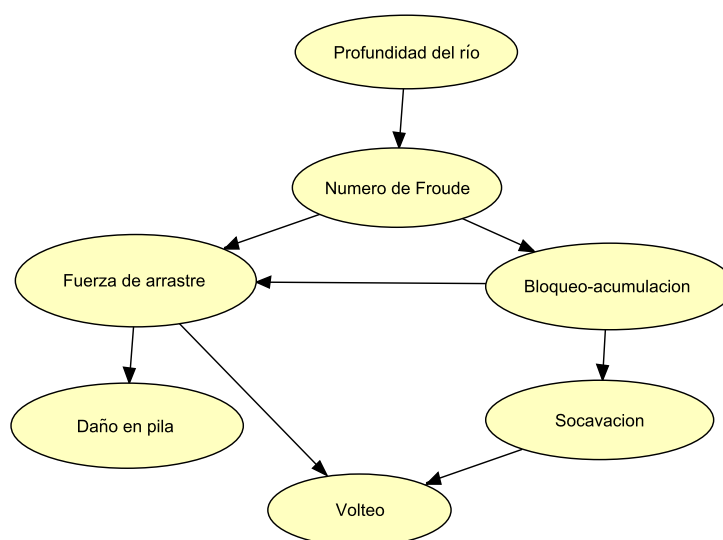 Profundidad del río
Numero de Froude
Fuerza de arrastre
Bloqueo-acumulacion
Daño en pila
Socavacion
Volteo